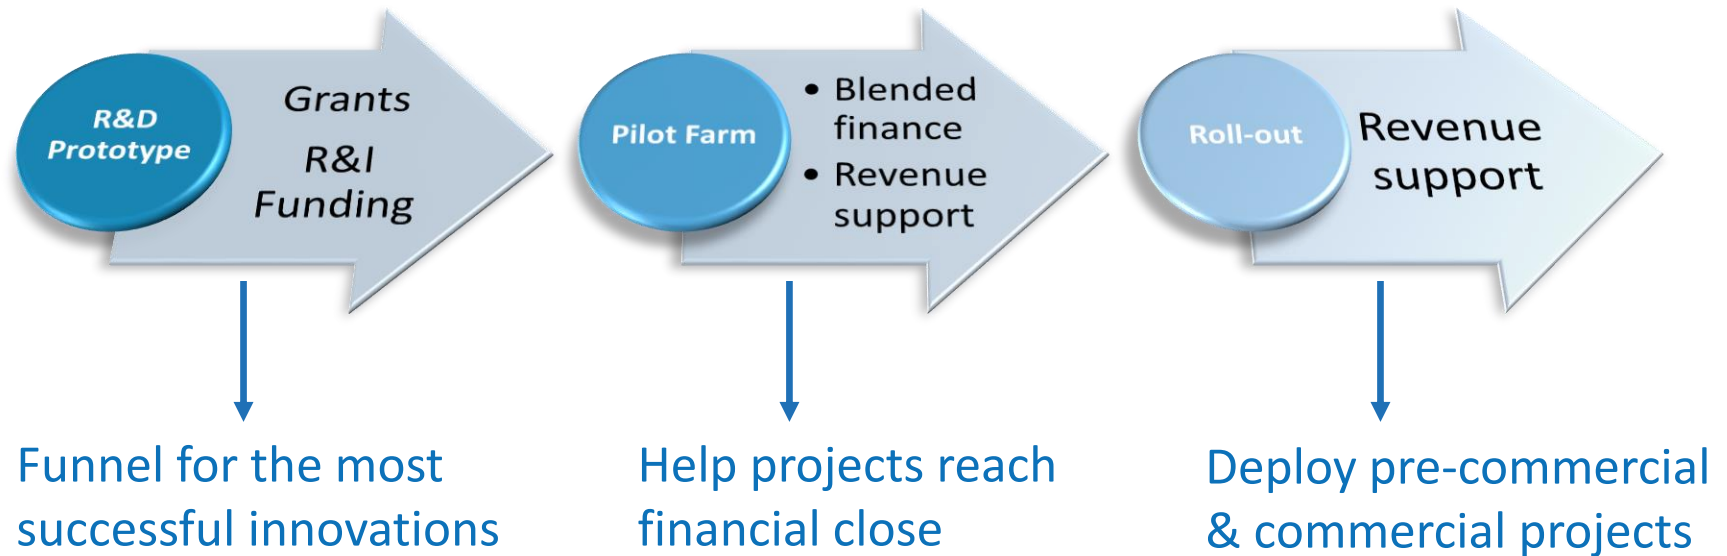 R&D
Prototype
Grants
R&I
Funding
Pilot Farm
• Blended
finance
• Revenue
support
Roll-out
Revenue
support
Funnel for the most
successful innovations
Help projects reach
financial close
Deploy pre-commercial
& commercial projects